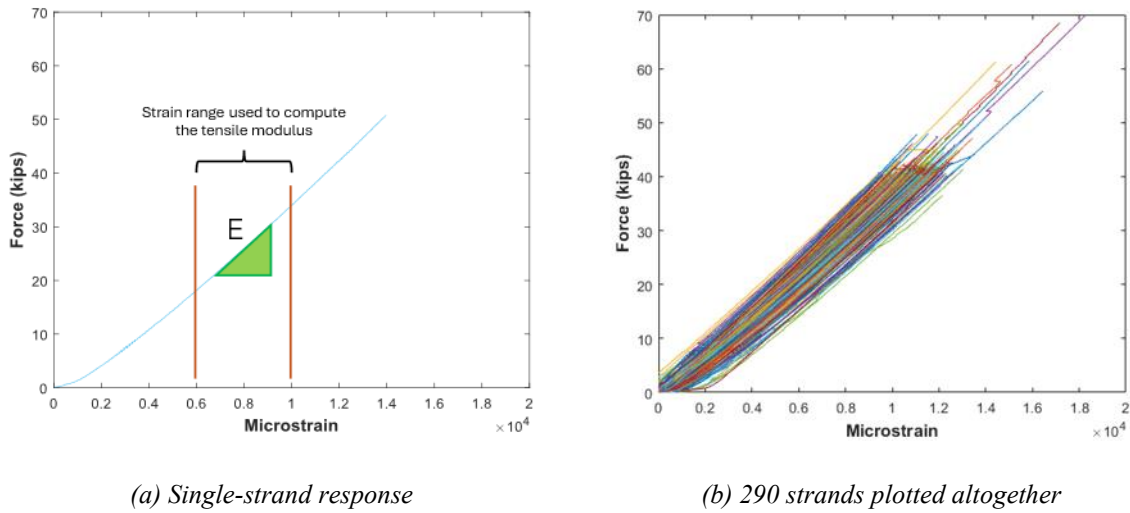 70
60
50
40
30
20
10
0
Force (kips)
Strain range used to compute
the tensile modulus
E
0 0.2 0.4 0.6 0.8 1 1.2 1.4 1.6 1.8 2
Microstrain
×10⁴
(a) Single-strand response
70
60
50
40
30
20
10
0
Force (kips)
0 0.2 0.4 0.6 0.8 1 1.2 1.4 1.6 1.8 2
Microstrain
×10⁴
(b) 290 strands plotted altogether